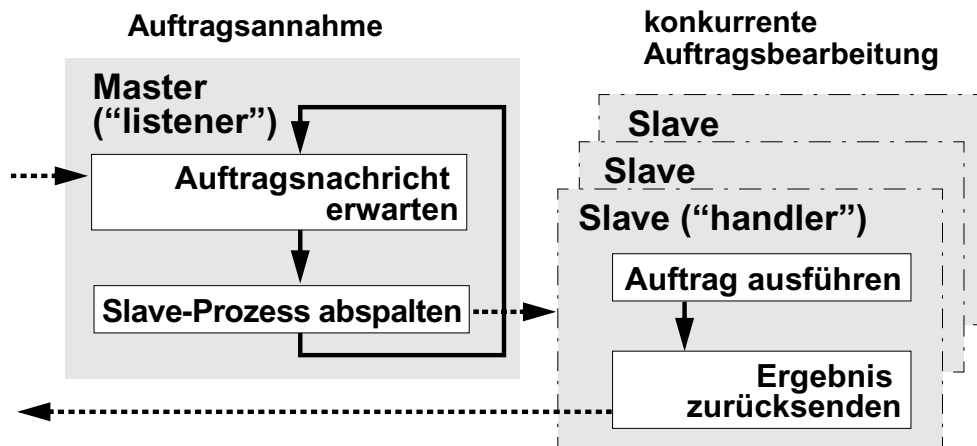 Auftragsannahme
konkurrente
Auftragsbearbeitung
Master
(“listener”)
Auftragsnachricht
erwarten
Slave-Prozess abspalten
Slave
Slave
Slave (“handler”)
Auftrag ausführen
Ergebnis
zurücksenden